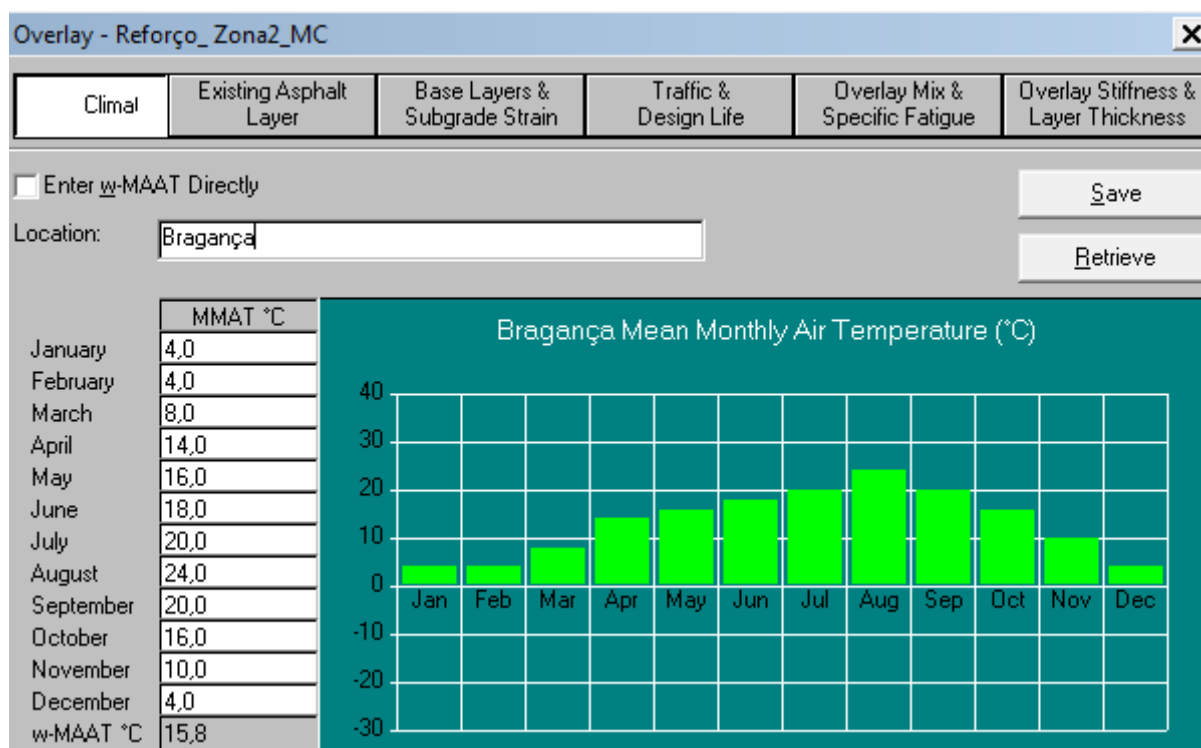 Overlay - Reforço_ Zona2_MC
Climat
Existing Asphalt Layer
Base Layers & Subgrade Strain
Traffic & Design Life
Overlay Mix & Specific Fatigue
Overlay Stiffness & Layer Thickness
Enter w-MAAT Directly
Save
Location: Bragança
Retrieve
MMAT °C
January 4,0
February 4,0
March 8,0
April 14,0
May 16,0
June 18,0
July 20,0
August 24,0
September 20,0
October 16,0
November 10,0
December 4,0
w-MAAT °C 15,8
Bragança Mean Monthly Air Temperature (°C)
40
30
20
10
0
Jan Feb Mar Apr May Jun Jul Aug Sep Oct Nov Dec
-10
-20
-30